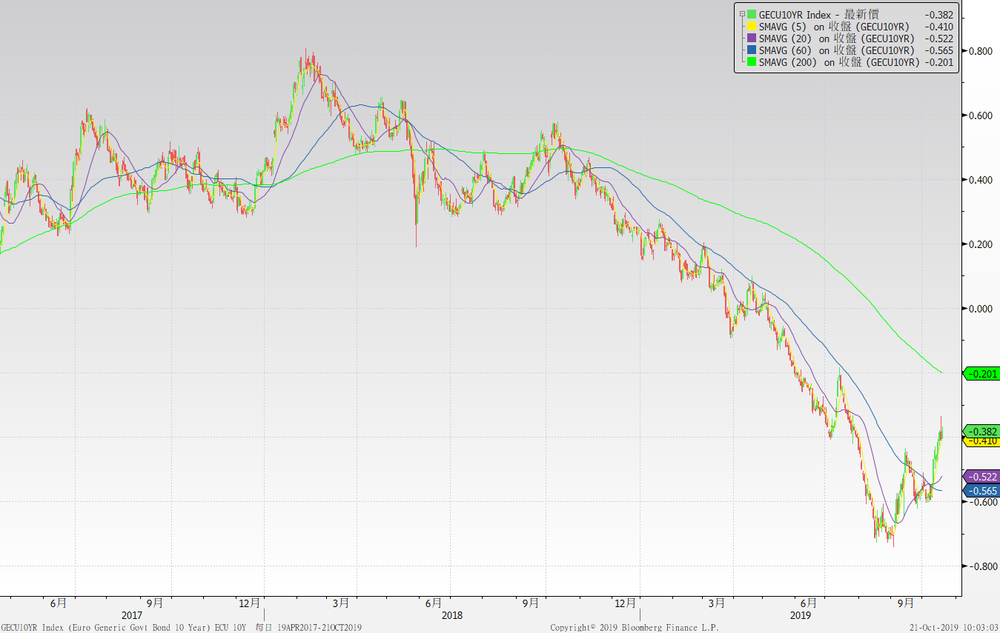 GECU10YR Index - 最新價 -0.382
SMAVG (5) on 收盤 (GECU10YR) -0.410
SMAVG (20) on 收盤 (GECU10YR) -0.522
SMAVG (60) on 收盤 (GECU10YR) -0.565
SMAVG (200) on 收盤 (GECU10YR) -0.201
0.800
0.600
0.400
0.200
0.000
-0.201
-0.382
-0.410
-0.522
-0.565
-0.600
-0.800
6月 9月 12月 3月 6月 9月 12月 3月 6月 9月
2017 2018 2019
GECU10YR Index (Euro Generic Govt Bond 10 Year) ECU 10Y 每日 19APR2017-21OCT2019 Copyright© 2019 Bloomberg Finance L.P. 21-Oct-2019 10:03:03